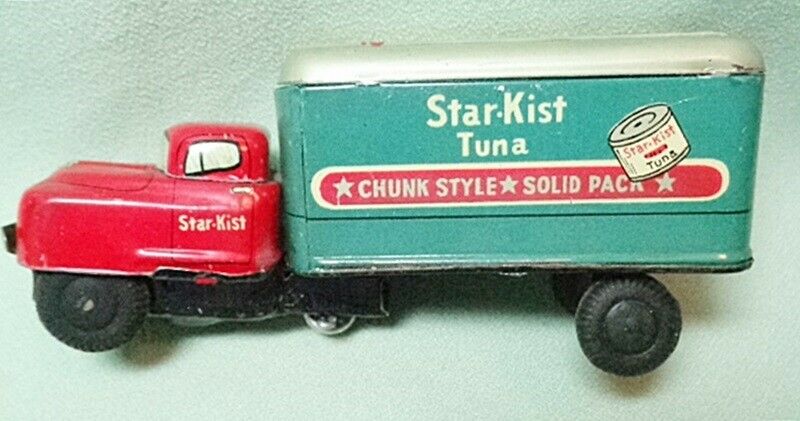 Star-Kist
Tuna
★ CHUNK STYLE ★ SOLID PACK ★
Star-Kist
Tuna
Star-Kist